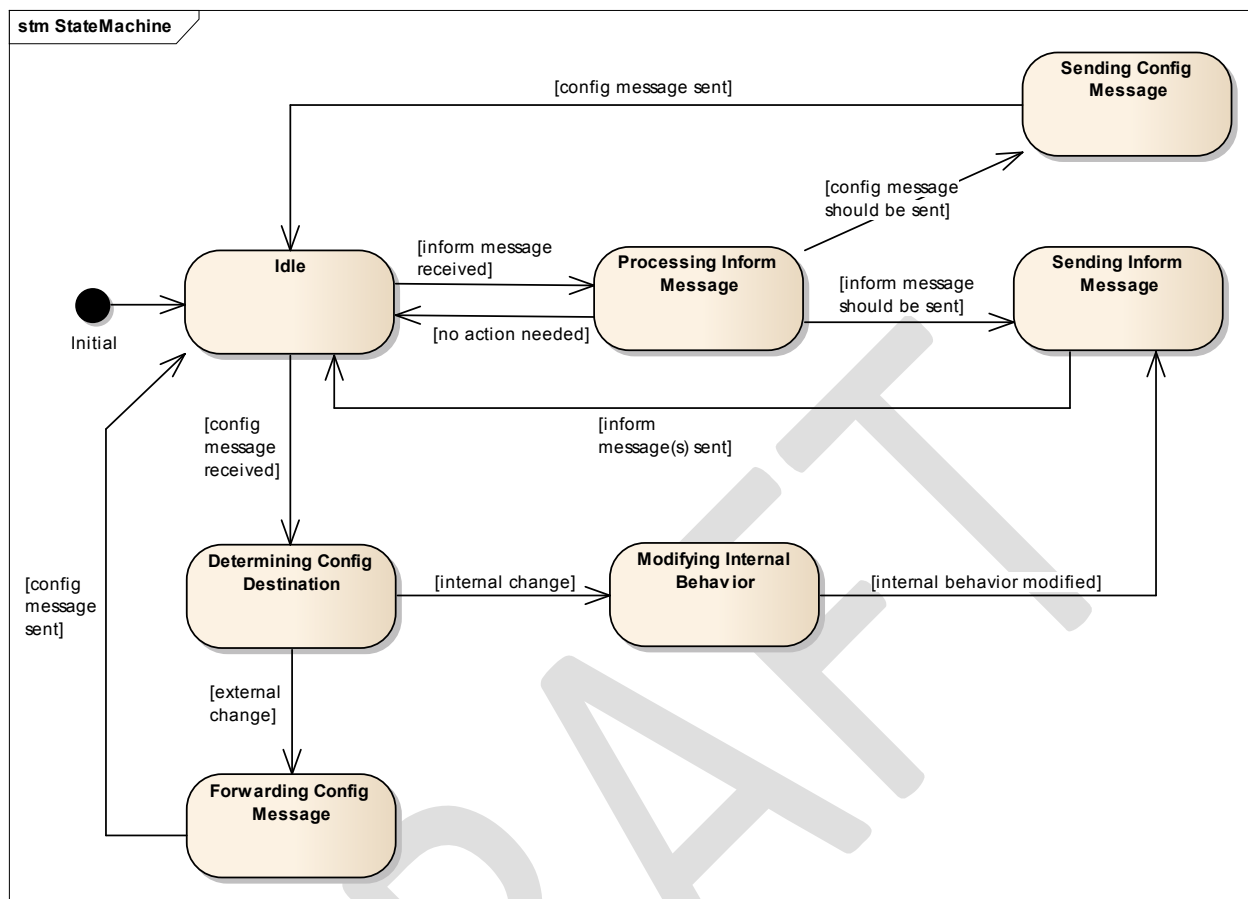 stm StateMachine
Sending Config
Message
[config message sent]
[config message
should be sent]
Idle
[inform message
received]
Processing Inform
Message
Sending Inform
Message
[inform message
should be sent]
Initial
[no action needed]
[config
message
received]
[inform
message(s) sent]
Determining Config
Destination
[internal change]
Modifying Internal
Behavior
[internal behavior modified]
[config
message
sent]
[external
change]
Forwarding Config
Message
DRAFT